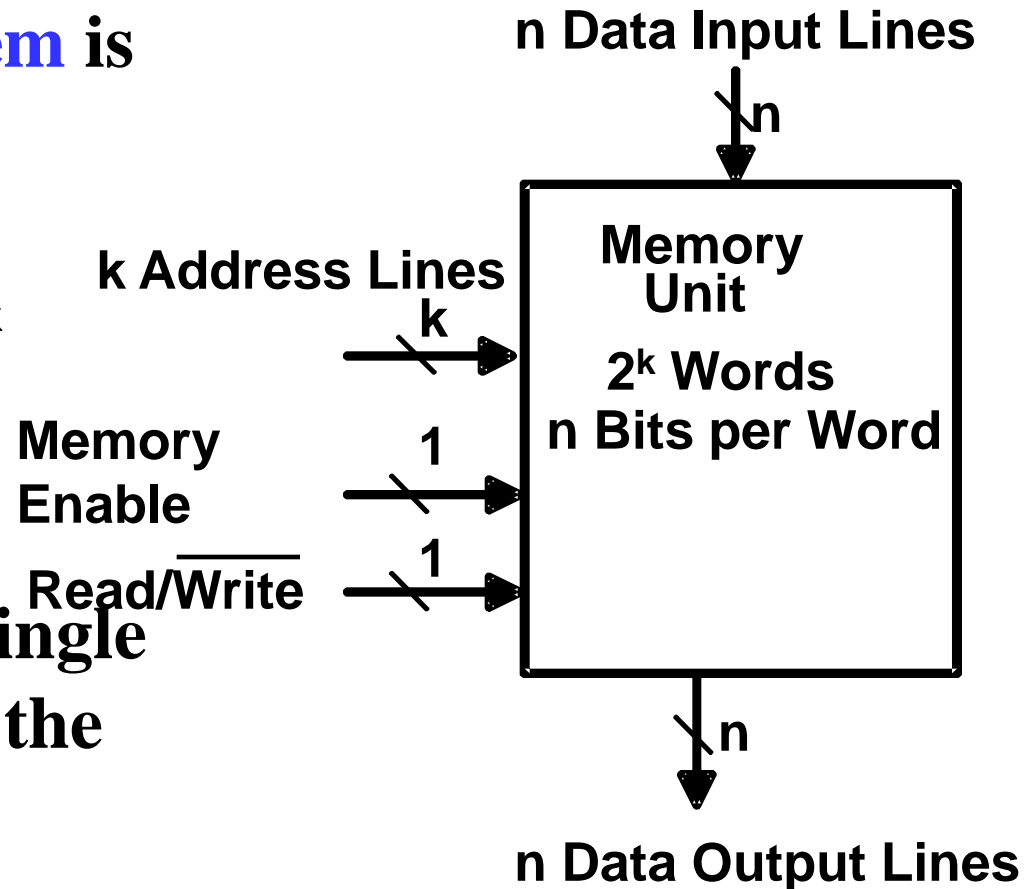 em is
n Data Input Lines
n
k Address Lines
k
k
Memory
Unit
2ᵏ Words
n Bits per Word
Memory
Enable
1
Read/W̅r̅i̅t̅e̅
1
ingle
the
n
n Data Output Lines